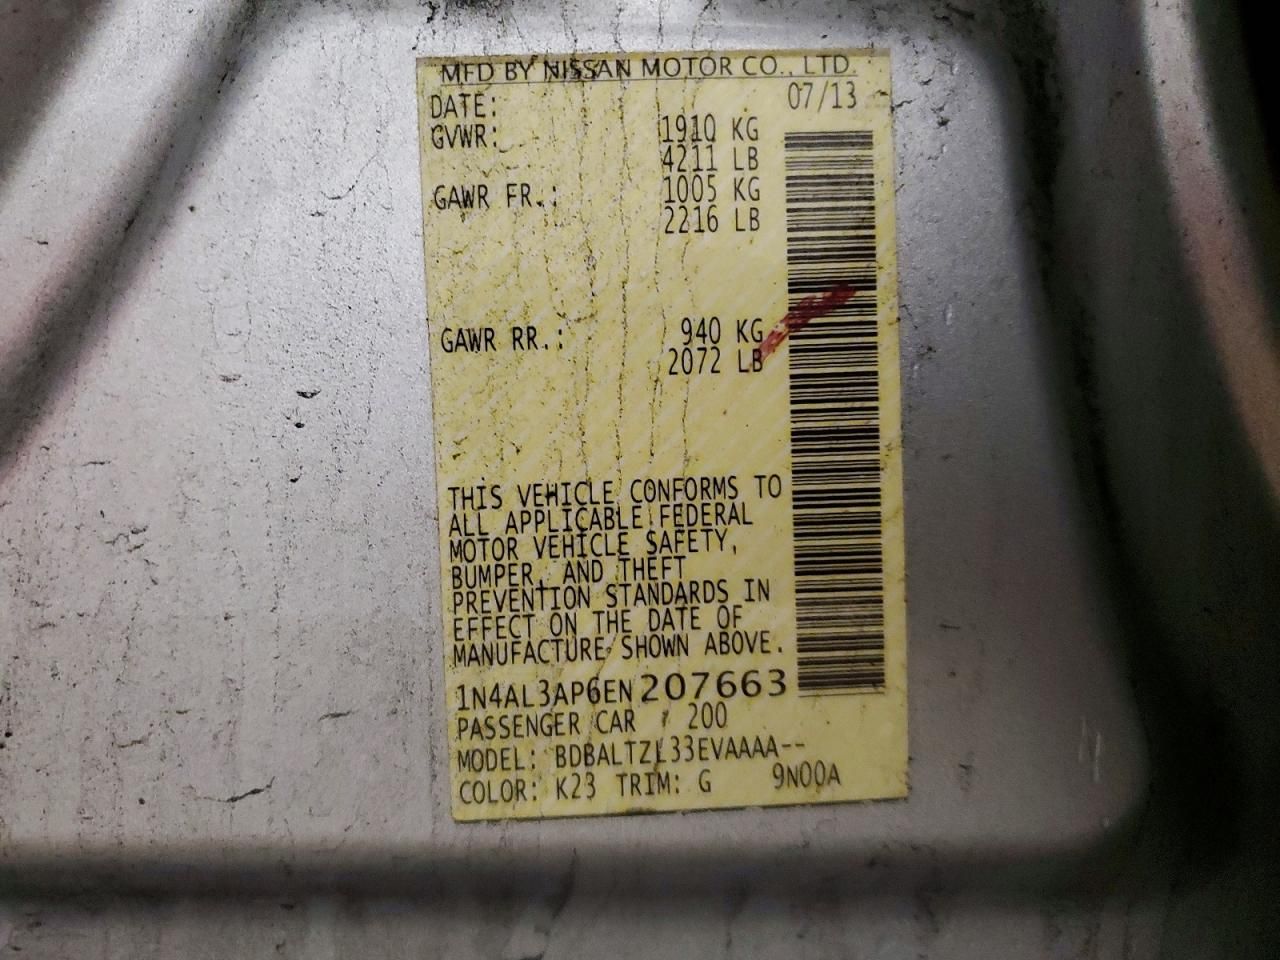 MFD BY NISSAN MOTOR CO., LTD.
DATE: 07/13
GVWR: 1910 KG
4211 LB
GAWR FR.: 1005 KG
2216 LB
GAWR RR.: 940 KG
2072 LB
THIS VEHICLE CONFORMS TO
ALL APPLICABLE FEDERAL
MOTOR VEHICLE SAFETY,
BUMPER, AND THEFT
PREVENTION STANDARDS IN
EFFECT ON THE DATE OF
MANUFACTURE SHOWN ABOVE.
1N4AL3AP6EN207663
PASSENGER CAR / 200
MODEL: BDBALTZL33EVAAAA--
COLOR: K23 TRIM: G 9N00A